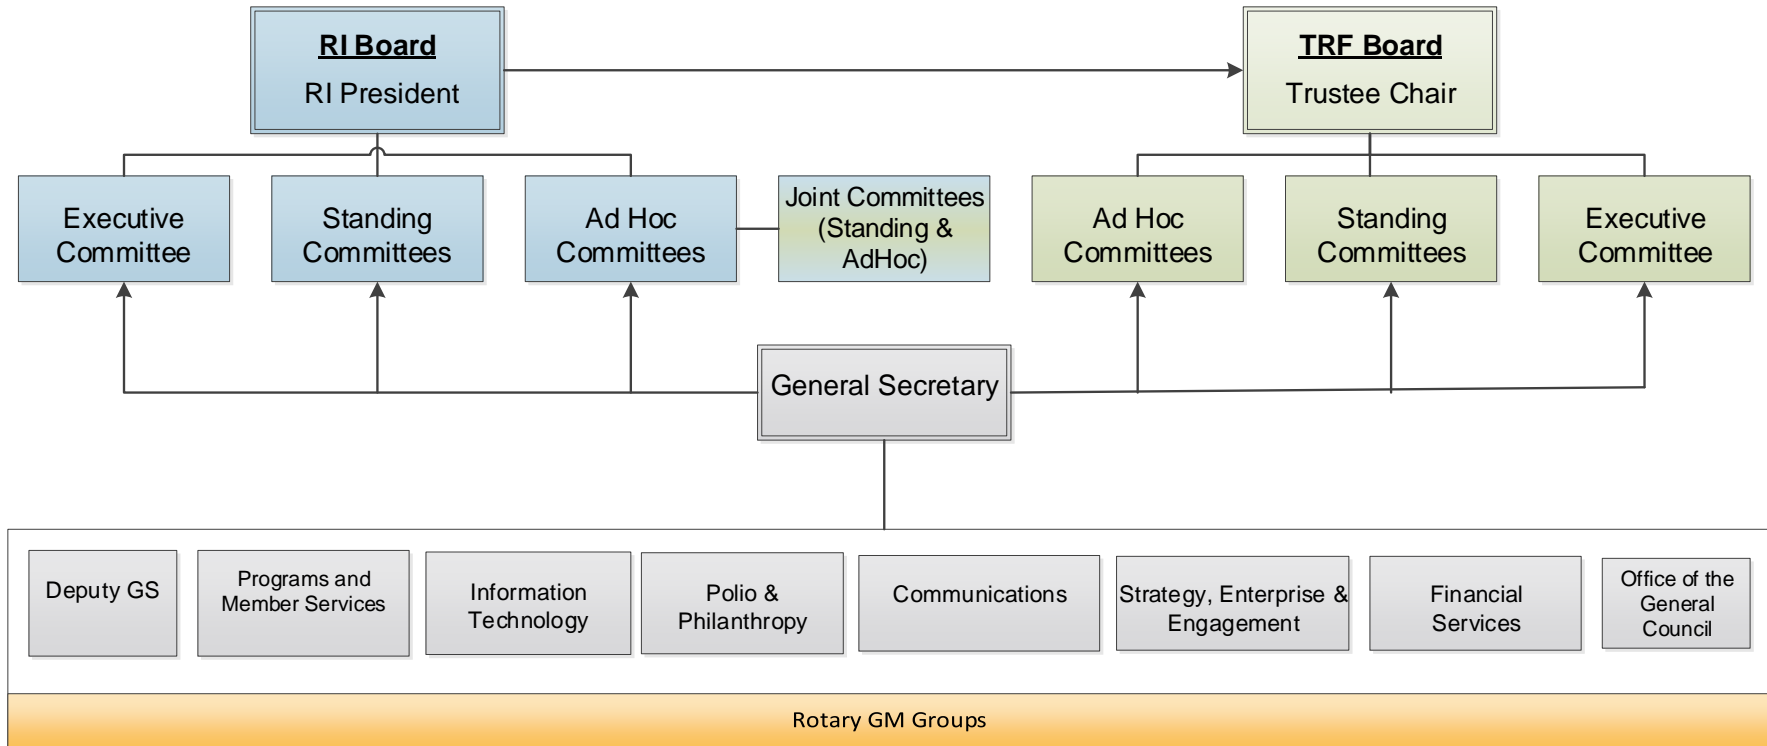 RI Board
RI President
TRF Board
Trustee Chair
Executive
Committee
Standing
Committees
Ad Hoc
Committees
Joint Committees
(Standing &
AdHoc)
Ad Hoc
Committees
Standing
Committees
Executive
Committee
General Secretary
Deputy GS
Programs and
Member Services
Information
Technology
Polio &
Philanthropy
Communications
Strategy, Enterprise &
Engagement
Financial
Services
Office of the
General
Council
Rotary GM Groups